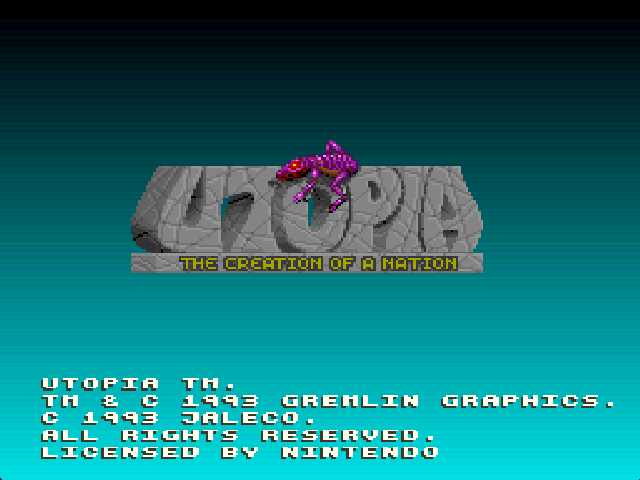 UTOPIA
THE CREATION OF A NATION
UTOPIA TM.
TM & C 1993 GREMLIN GRAPHICS.
C 1993 JALECO.
ALL RIGHTS RESERVED.
LICENSED BY NINTENDO